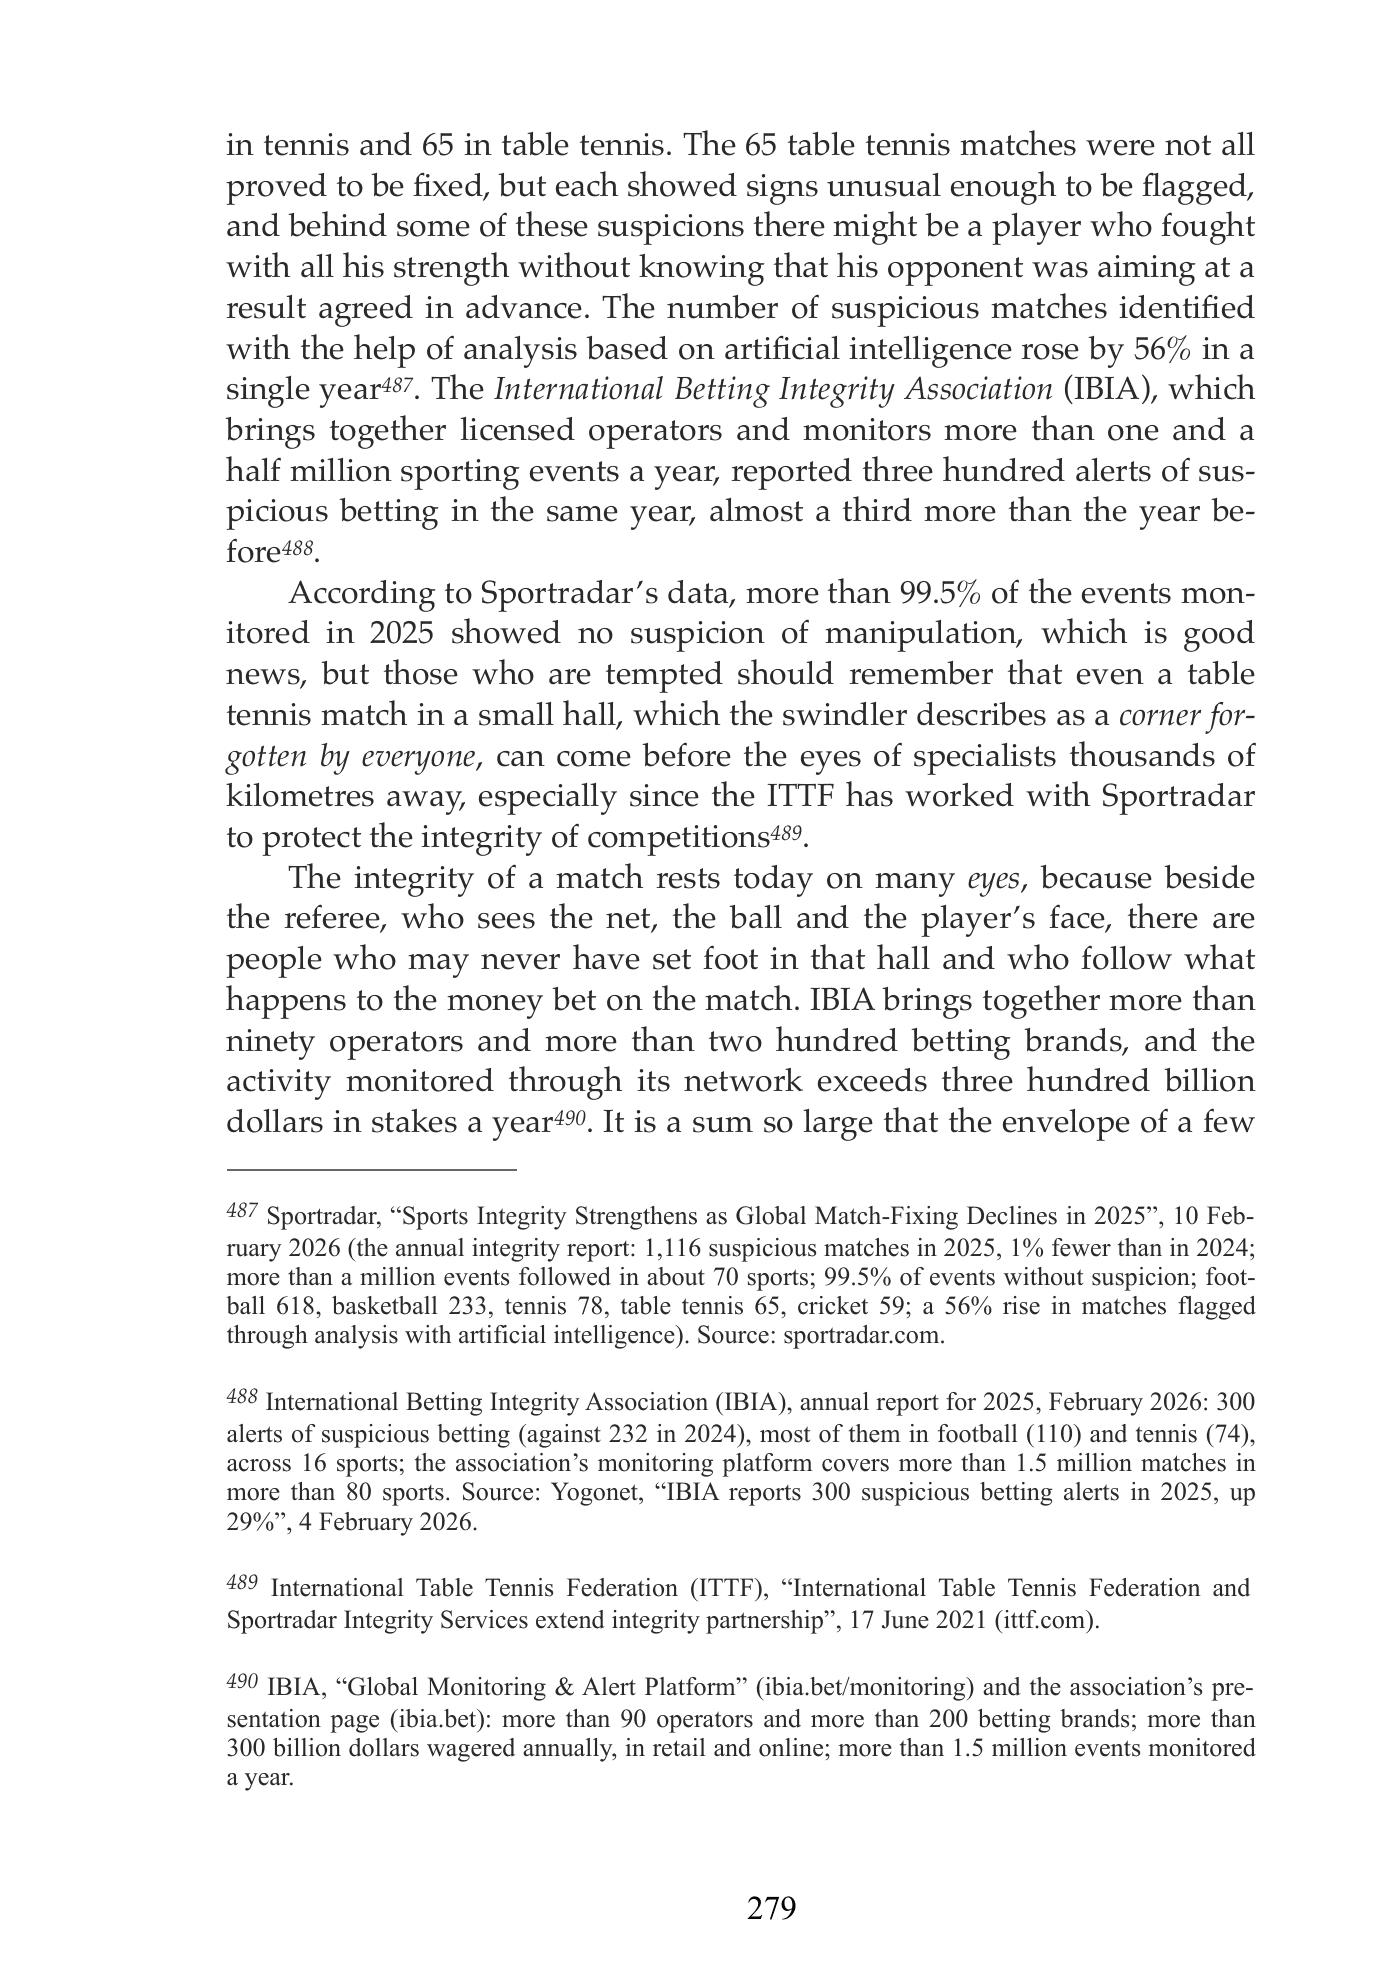 in tennis and 65 in table tennis. The 65 table tennis matches were not all
proved to be fixed, but each showed signs unusual enough to be flagged,
and behind some of these suspicions there might be a player who fought
with all his strength without knowing that his opponent was aiming at a
result agreed in advance. The number of suspicious matches identified
with the help of analysis based on artificial intelligence rose by 56% in a
single year487. The International Betting Integrity Association (IBIA), which
brings together licensed operators and monitors more than one and a
half million sporting events a year, reported three hundred alerts of sus-
picious betting in the same year, almost a third more than the year be-
fore488.
According to Sportradar’s data, more than 99.5% of the events mon-
itored in 2025 showed no suspicion of manipulation, which is good
news, but those who are tempted should remember that even a table
tennis match in a small hall, which the swindler describes as a corner for-
gotten by everyone, can come before the eyes of specialists thousands of
kilometres away, especially since the ITTF has worked with Sportradar
to protect the integrity of competitions489.
The integrity of a match rests today on many eyes, because beside
the referee, who sees the net, the ball and the player’s face, there are
people who may never have set foot in that hall and who follow what
happens to the money bet on the match. IBIA brings together more than
ninety operators and more than two hundred betting brands, and the
activity monitored through its network exceeds three hundred billion
dollars in stakes a year490. It is a sum so large that the envelope of a few
487 Sportradar, “Sports Integrity Strengthens as Global Match-Fixing Declines in 2025”, 10 Feb-
ruary 2026 (the annual integrity report: 1,116 suspicious matches in 2025, 1% fewer than in 2024;
more than a million events followed in about 70 sports; 99.5% of events without suspicion; foot-
ball 618, basketball 233, tennis 78, table tennis 65, cricket 59; a 56% rise in matches flagged
through analysis with artificial intelligence). Source: sportradar.com.
488 International Betting Integrity Association (IBIA), annual report for 2025, February 2026: 300
alerts of suspicious betting (against 232 in 2024), most of them in football (110) and tennis (74),
across 16 sports; the association’s monitoring platform covers more than 1.5 million matches in
more than 80 sports. Source: Yogonet, “IBIA reports 300 suspicious betting alerts in 2025, up
29%”, 4 February 2026.
489 International Table Tennis Federation (ITTF), “International Table Tennis Federation and
Sportradar Integrity Services extend integrity partnership”, 17 June 2021 (ittf.com).
490 IBIA, “Global Monitoring & Alert Platform” (ibia.bet/monitoring) and the association’s pre-
sentation page (ibia.bet): more than 90 operators and more than 200 betting brands; more than
300 billion dollars wagered annually, in retail and online; more than 1.5 million events monitored
a year.
279